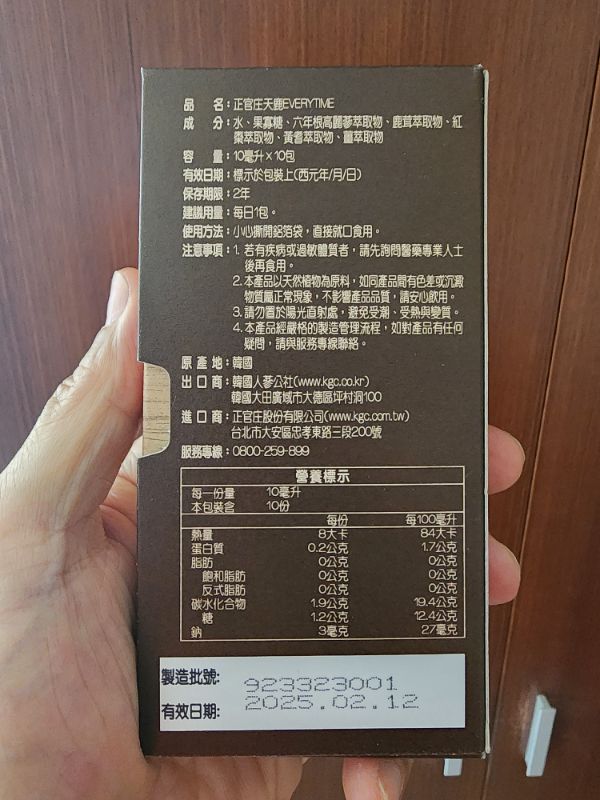 品　名：正官庄天鹿EVERYTIME
成　分：水、果寡糖、六年根高麗蔘萃取物、鹿茸萃取物、紅
棗萃取物、黃耆萃取物、薑萃取物
容　量：10毫升×10包
有效日期：標示於包裝上(西元年/月/日)
保存期限：2年
建議用量：每日1包。
使用方法：小心撕開鋁箔袋，直接就口食用。
注意事項：1. 若有疾病或過敏體質者，請先詢問醫藥專業人士
後再食用。
2. 本產品以天然植物為原料，如同產品間有色差或沉澱
物質屬正常現象，不影響產品品質，請安心飲用。
3. 請勿置於陽光直射處，避免受潮、受熱與變質。
4. 本產品經嚴格的製造管理流程，如對產品有任何
疑問，請與服務專線聯絡。
原產地：韓國
出口商：韓國人蔘公社(www.kgc.co.kr)
韓國大田廣域市大德區坪村洞100
進口商：正官庄股份有限公司(www.kgc.com.tw)
台北市大安區忠孝東路三段200號
服務專線：0800-259-899
營養標示
每一份量 10毫升
本包裝含 10份
每份 每100毫升
熱量 8大卡 84大卡
蛋白質 0.2公克 1.7公克
脂肪 0公克 0公克
飽和脂肪 0公克 0公克
反式脂肪 0公克 0公克
碳水化合物 1.9公克 19.4公克
糖 1.2公克 12.4公克
鈉 3毫克 27毫克
製造批號: 923323001
有效日期: 2025.02.12